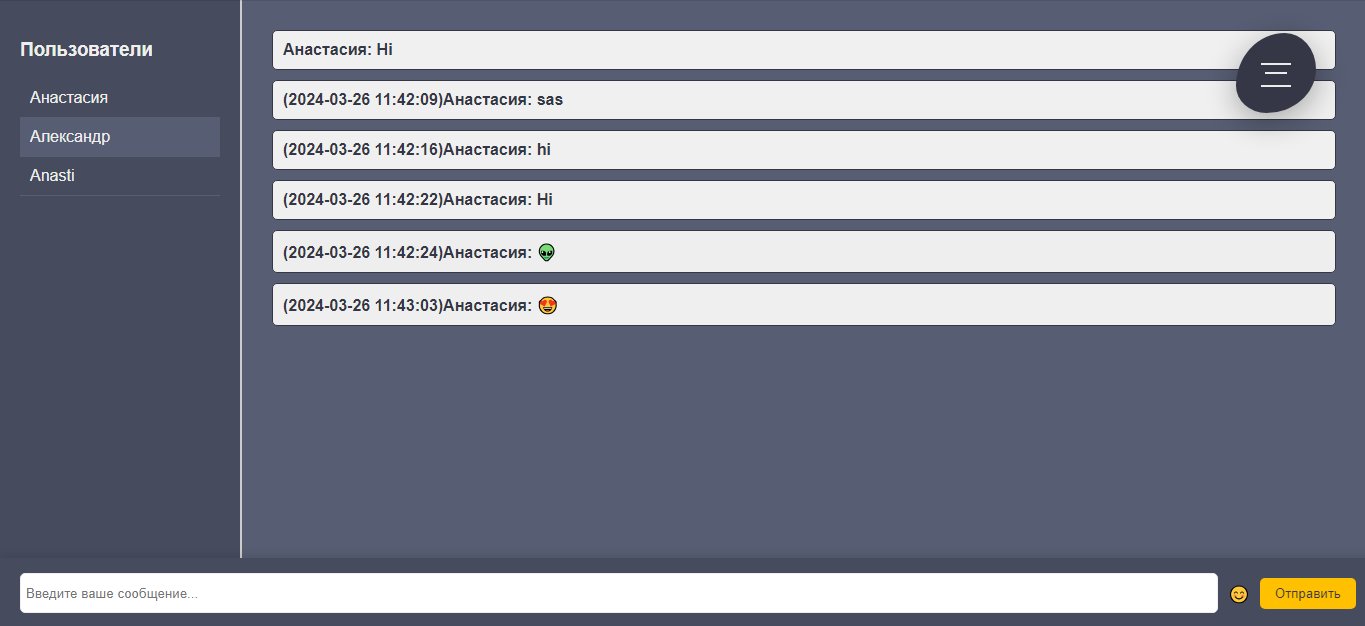 Пользователи
Анастасия
Александр
Anasti
Анастасия: Hi
(2024-03-26 11:42:09)Анастасия: sas
(2024-03-26 11:42:16)Анастасия: hi
(2024-03-26 11:42:22)Анастасия: Hi
(2024-03-26 11:42:24)Анастасия: 👽
(2024-03-26 11:43:03)Анастасия: 😍
Введите ваше сообщение...
Отправить